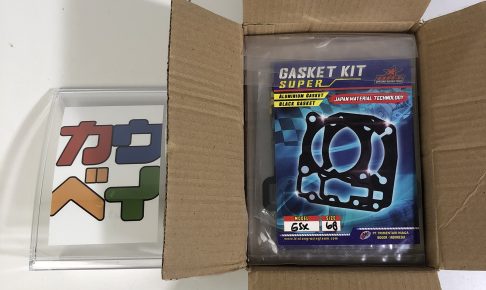 カウ
ベイ
GASKET KIT
SUPER
ALUMINIUM GASKET
BLACK GASKET
JAPAN MATERIAL TECHNOLOGY
MODEL
SIZE
GSX
68